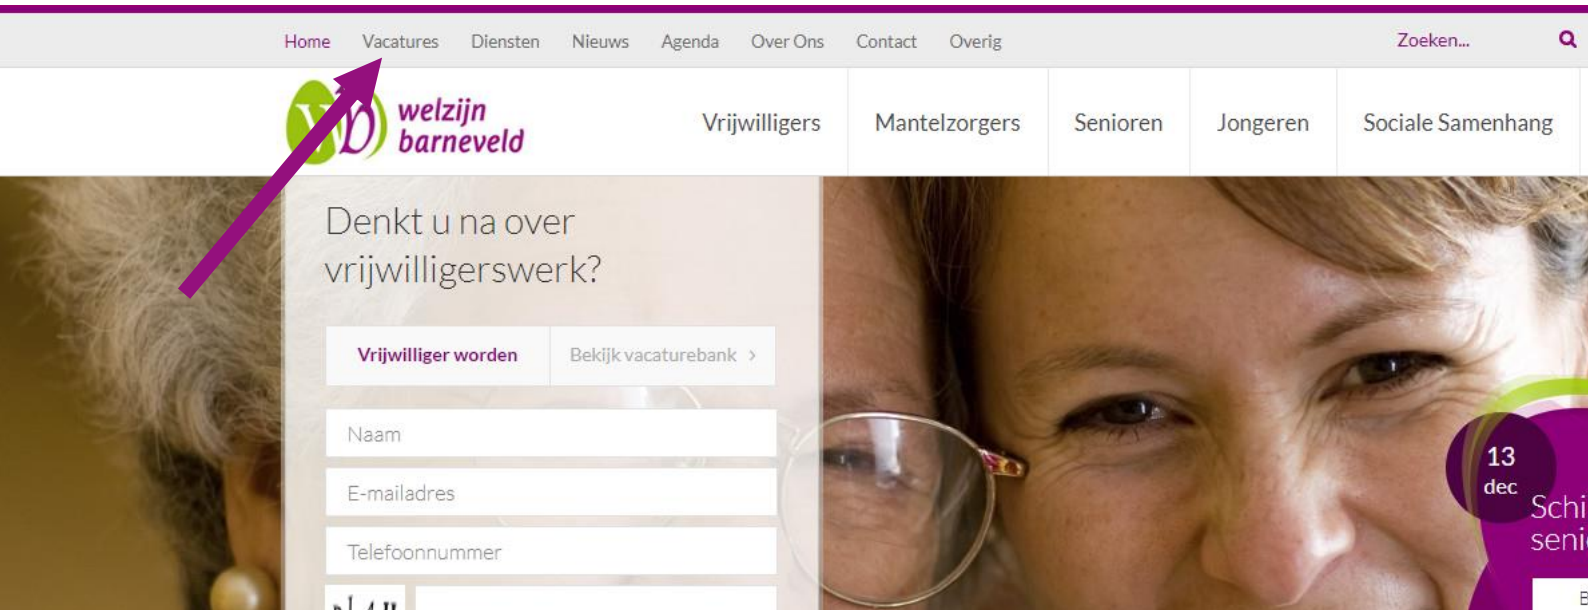 Home Vacatures Diensten Nieuws Agenda Over Ons Contact Overig Zoeken...
welzijn
barneveld
Vrijwilligers Mantelzorgers Senioren Jongeren Sociale Samenhang
Denkt u na over
vrijwilligerswerk?
Vrijwilliger worden Bekijk vacaturebank >
Naam
E-mailadres
Telefoonnummer
13
dec